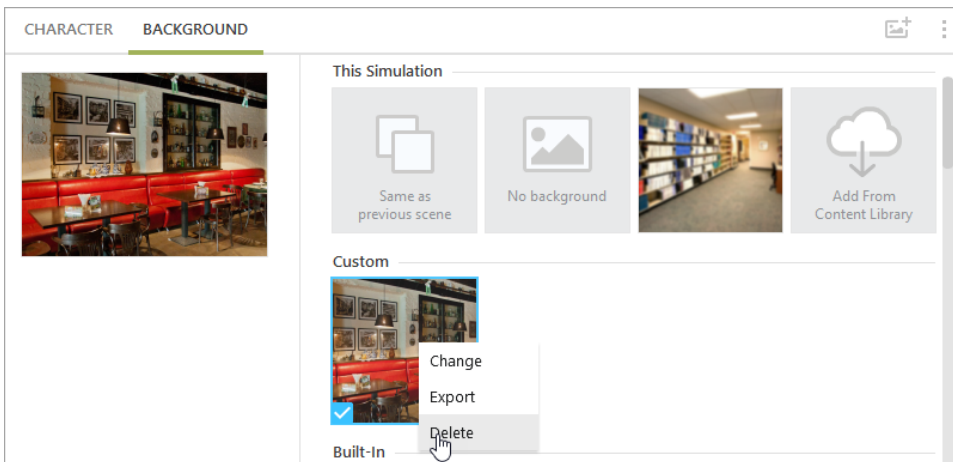 CHARACTER BACKGROUND
This Simulation
Same as
previous scene
No background
Add From
Content Library
Custom
Change
Export
Delete
Built-In